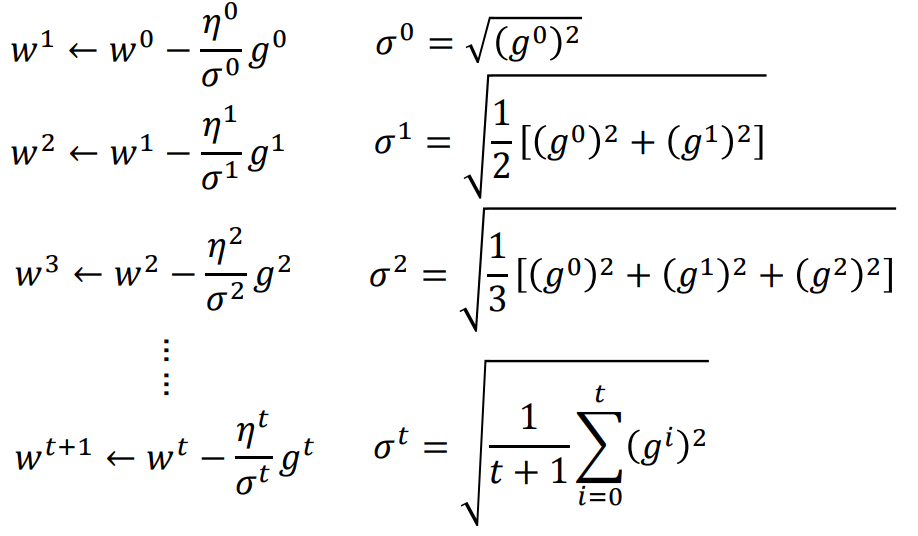 w¹ ← w⁰ − η⁰/σ⁰ g⁰    σ⁰ = √(g⁰)²
w² ← w¹ − η¹/σ¹ g¹    σ¹ = √(1/2 [(g⁰)² + (g¹)²])
w³ ← w² − η²/σ² g²    σ² = √(1/3 [(g⁰)² + (g¹)² + (g²)²])
⋮
⋮
wᵗ⁺¹ ← wᵗ − ηᵗ/σᵗ gᵗ    σᵗ = √(1/(t + 1) ∑_{i=0}^{t} (gⁱ)²)